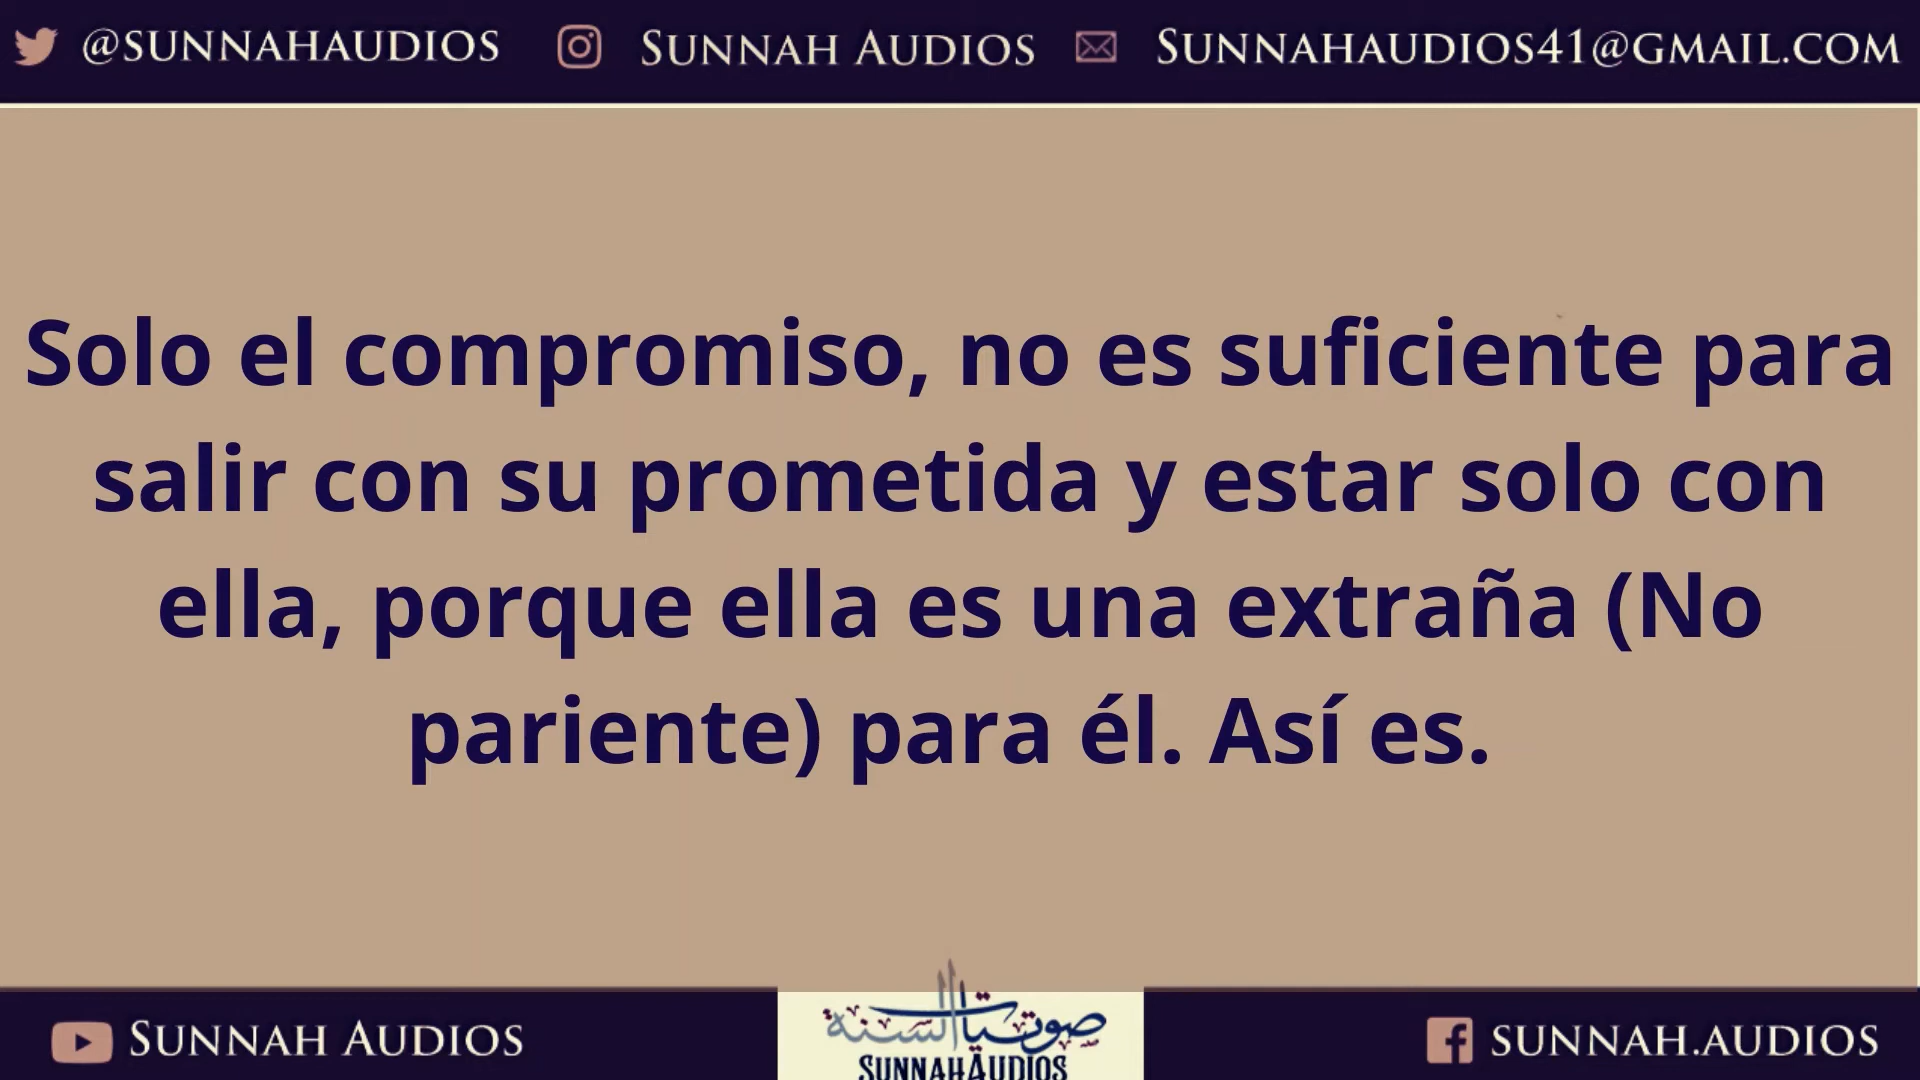 @SUNNAHAUDIOS SUNNAH AUDIOS SUNNAHAUDIOS41@GMAIL.COM
Solo el compromiso, no es suficiente para
salir con su prometida y estar solo con
ella, porque ella es una extraña (No
pariente) para él. Así es.
SUNNAH AUDIOS
صوتيات السنة
SUNNAHAUDIOS
SUNNAH.AUDIOS